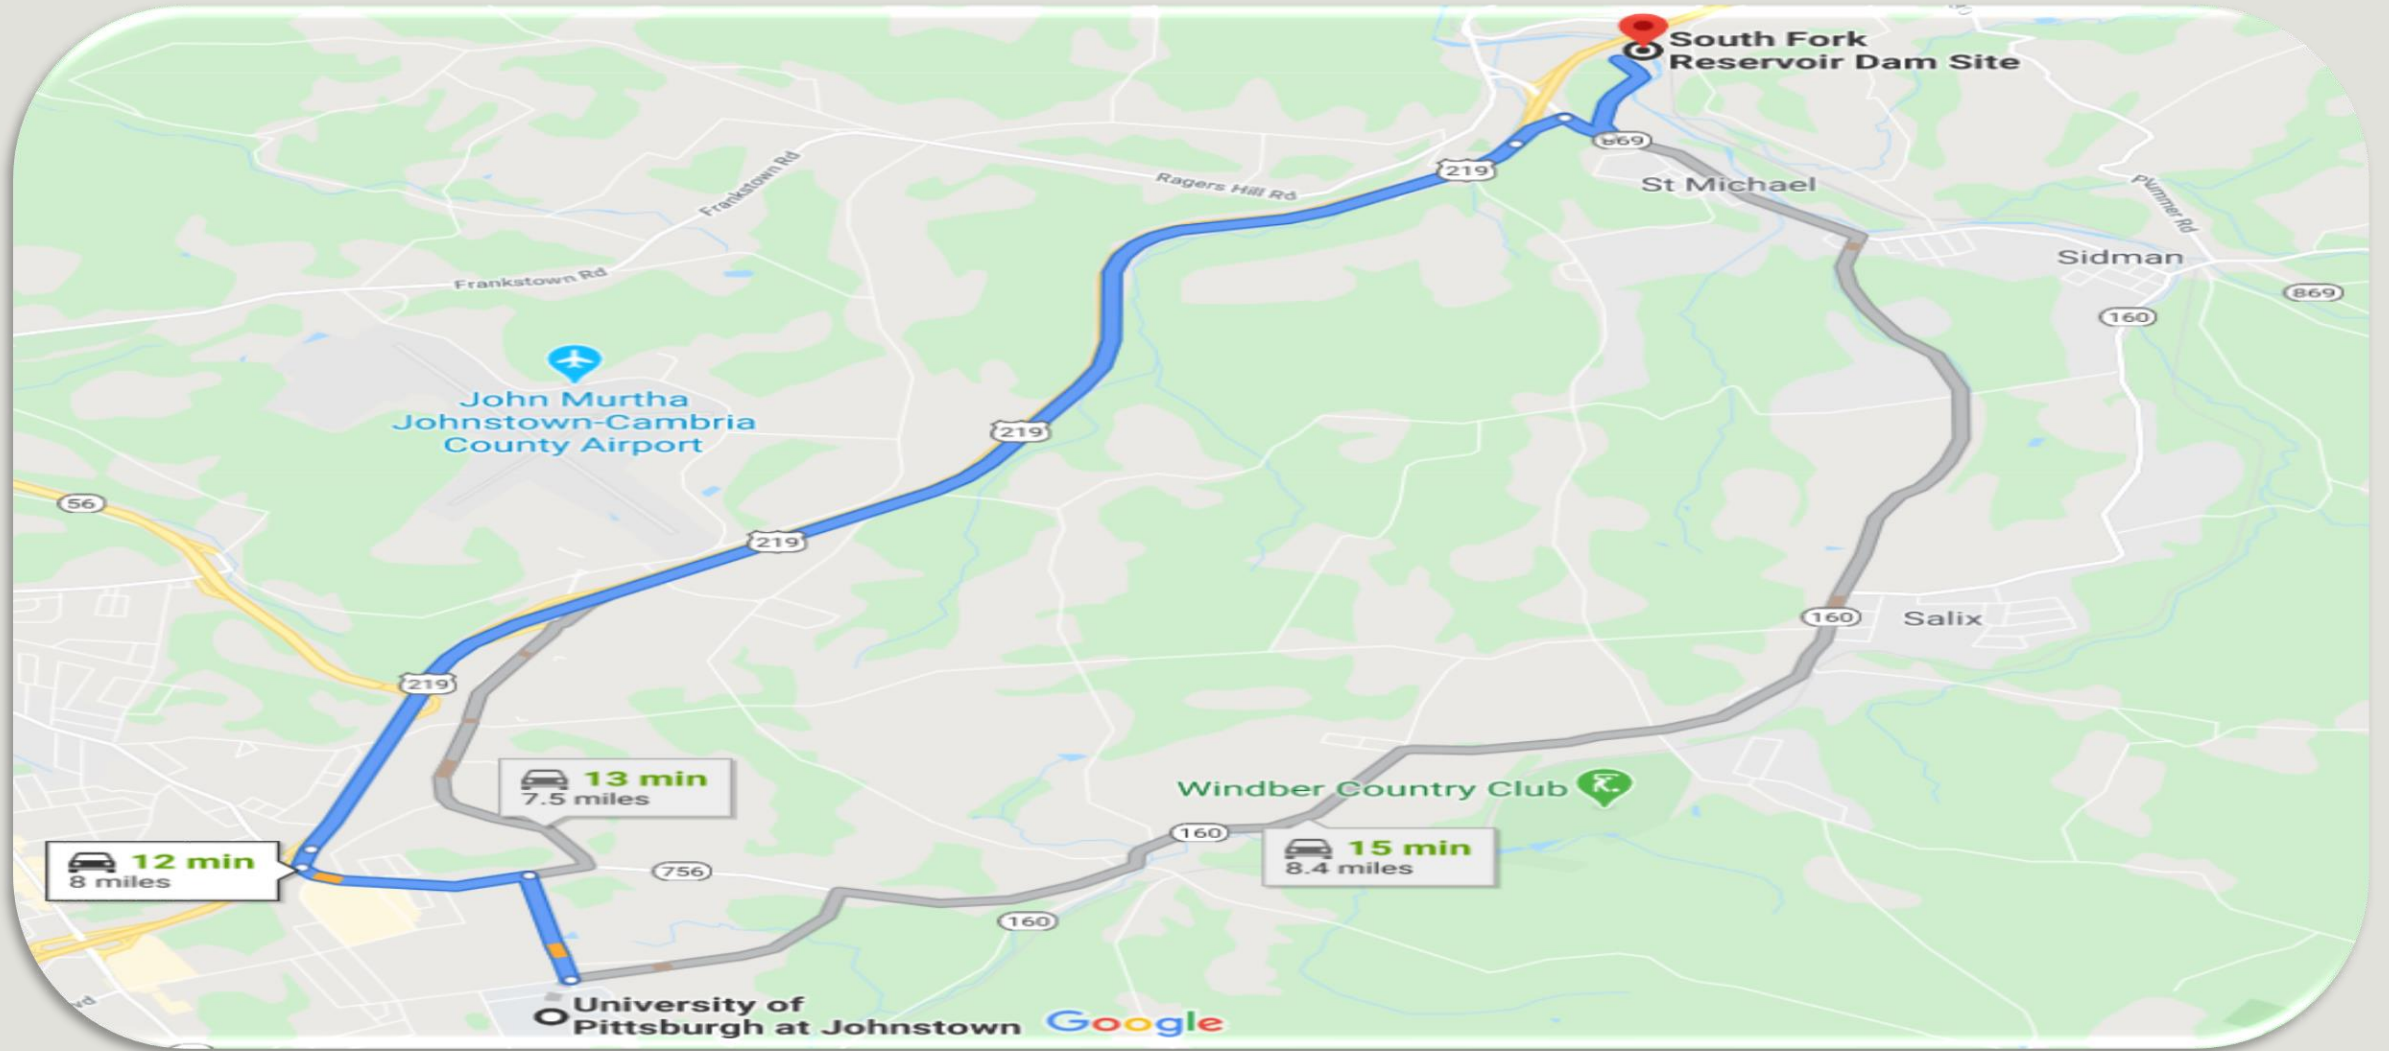 South Fork
Reservoir Dam Site
869
219
Ragers Hill Rd
St Michael
Frankstown Rd
Plummer Rd
Sidman
Frankstown Rd
869
160
John Murtha
Johnstown-Cambria
County Airport
219
56
219
160
Salix
219
13 min
7.5 miles
Windber Country Club
160
12 min
8 miles
15 min
8.4 miles
756
160
vd
University of
Pittsburgh at Johnstown
Google